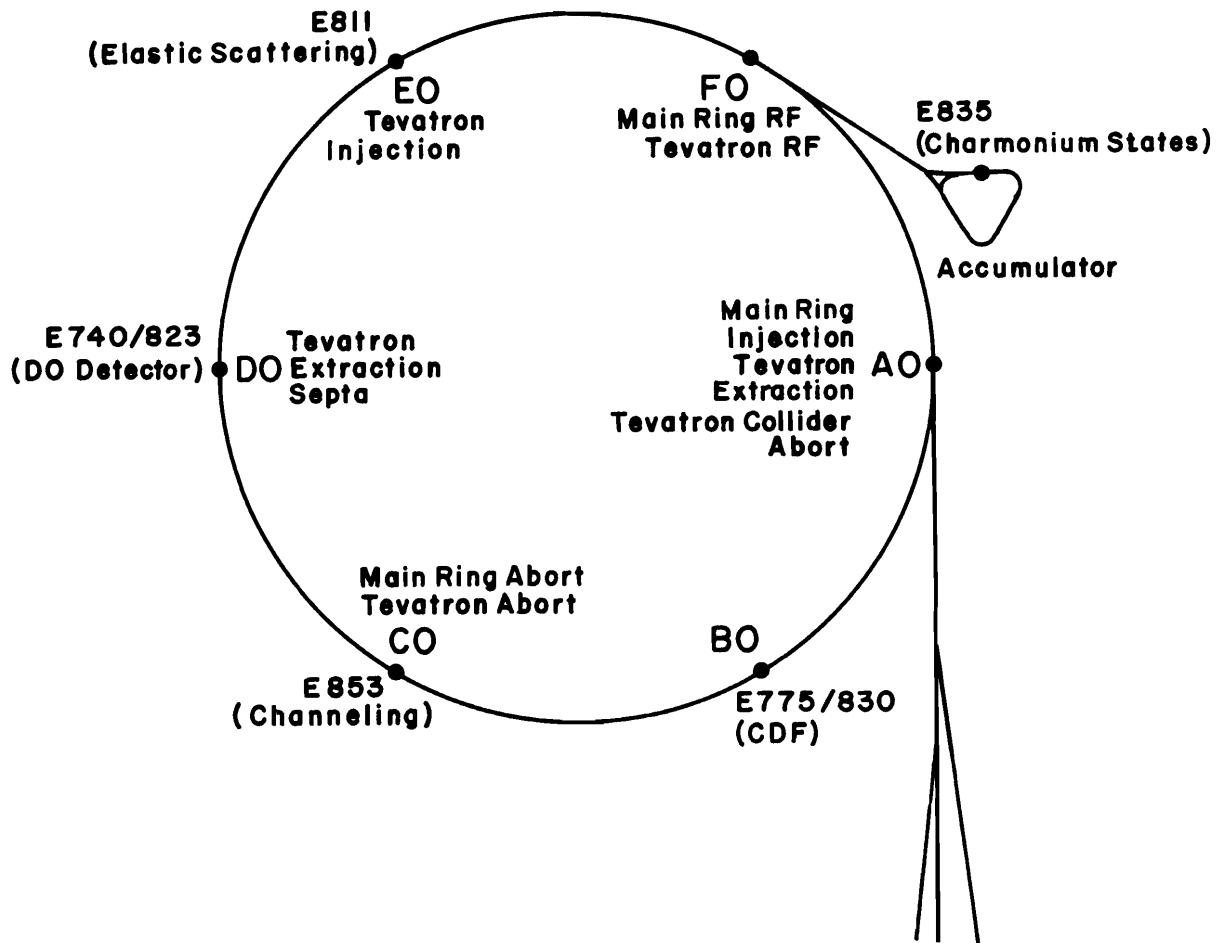 E811
(Elastic Scattering)
EO
Tevatron
Injection
FO
Main Ring RF
Tevatron RF
E835
(Charmonium States)
Accumulator
E740/823
(DO Detector)
DO
Tevatron
Extraction
Septa
Main Ring
Injection
Tevatron
Extraction
Tevatron Collider
Abort
AO
Main Ring Abort
Tevatron Abort
CO
BO
E853
(Channeling)
E775/830
(CDF)